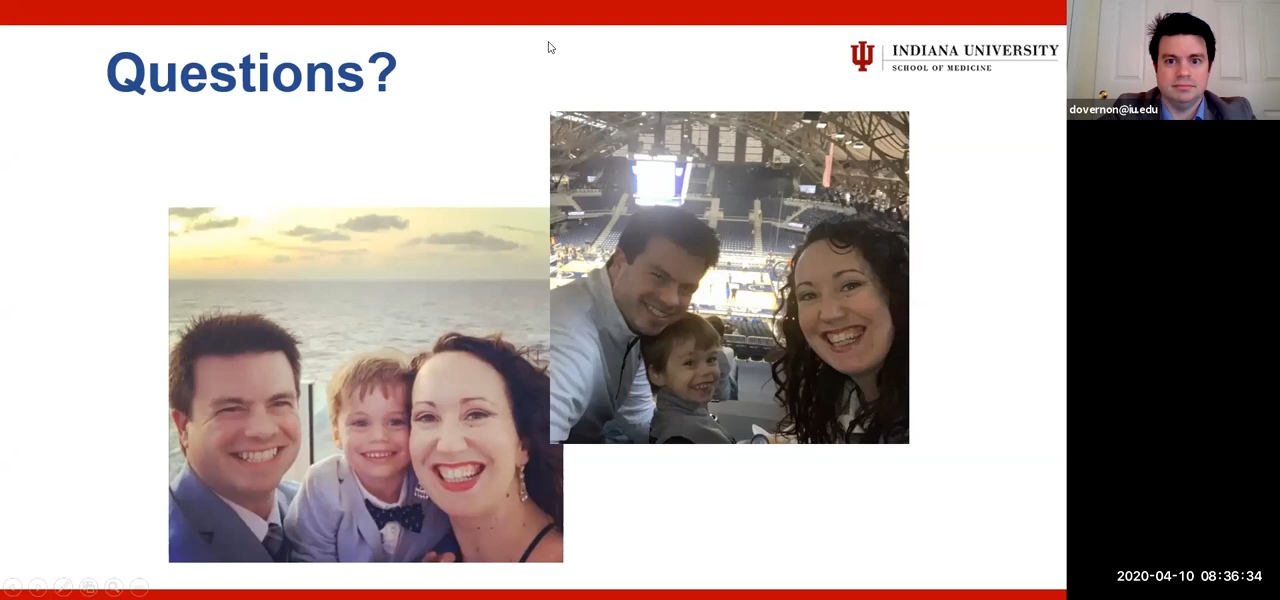 Questions?
INDIANA UNIVERSITY
SCHOOL OF MEDICINE
dovernon@iu.edu
2020-04-10 08:36:34